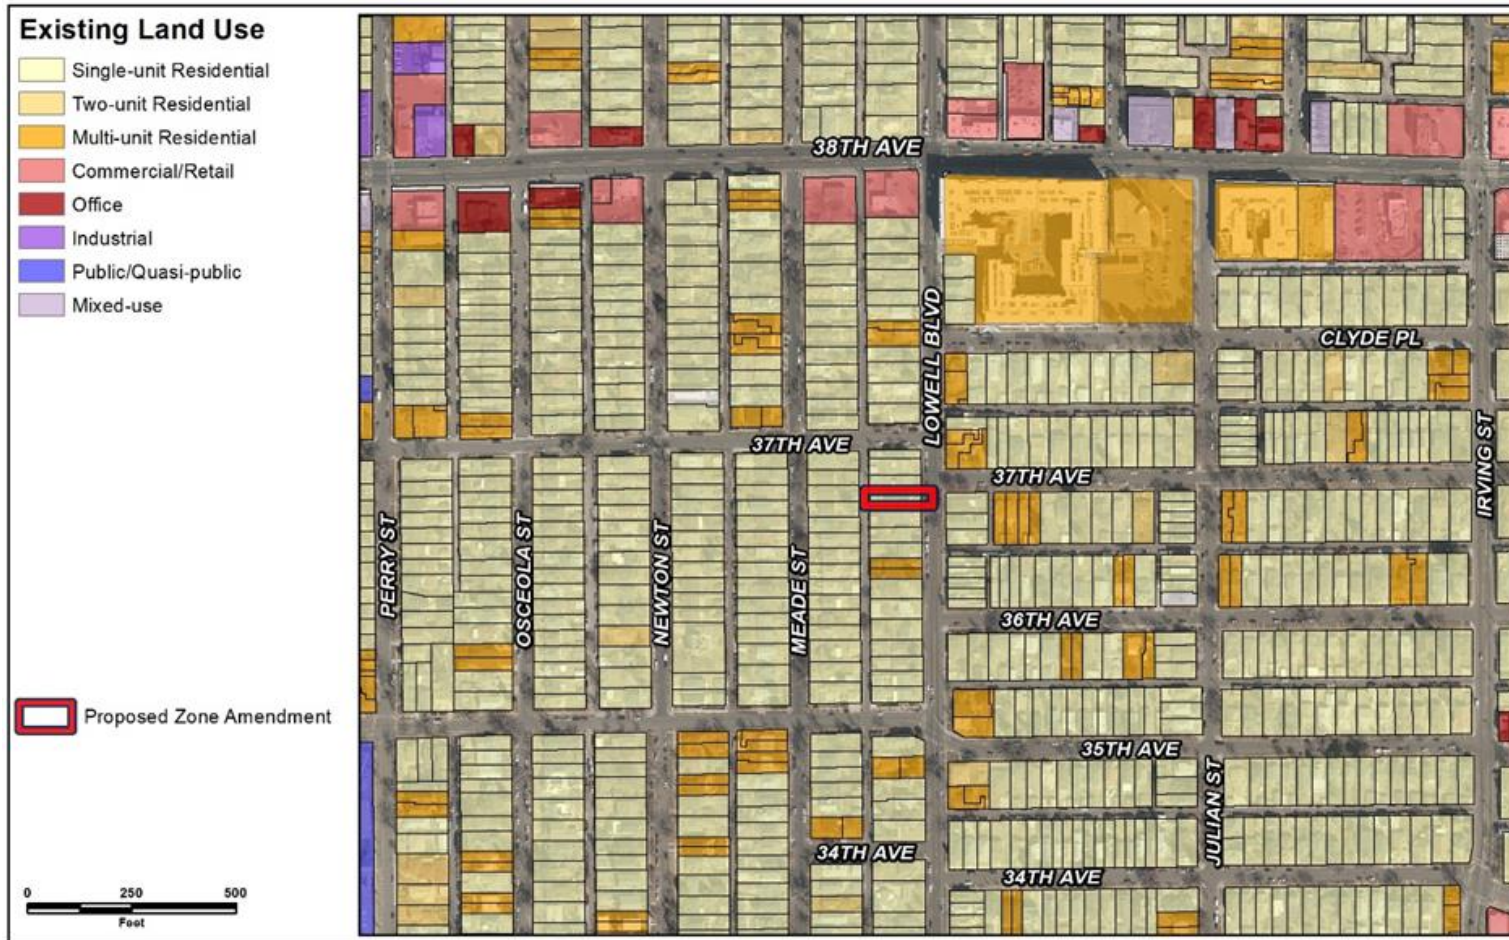 Existing Land Use
Single-unit Residential
Two-unit Residential
Multi-unit Residential
Commercial/Retail
Office
Industrial
Public/Quasi-public
Mixed-use
Proposed Zone Amendment
0 250 500
Feet
38TH AVE
LOWELL BLVD
CLYDE PL
37TH AVE
37TH AVE
IRVING ST
PERRY ST
OSCEOLA ST
NEWTON ST
MEADE ST
36TH AVE
35TH AVE
JULIAN ST
34TH AVE
34TH AVE